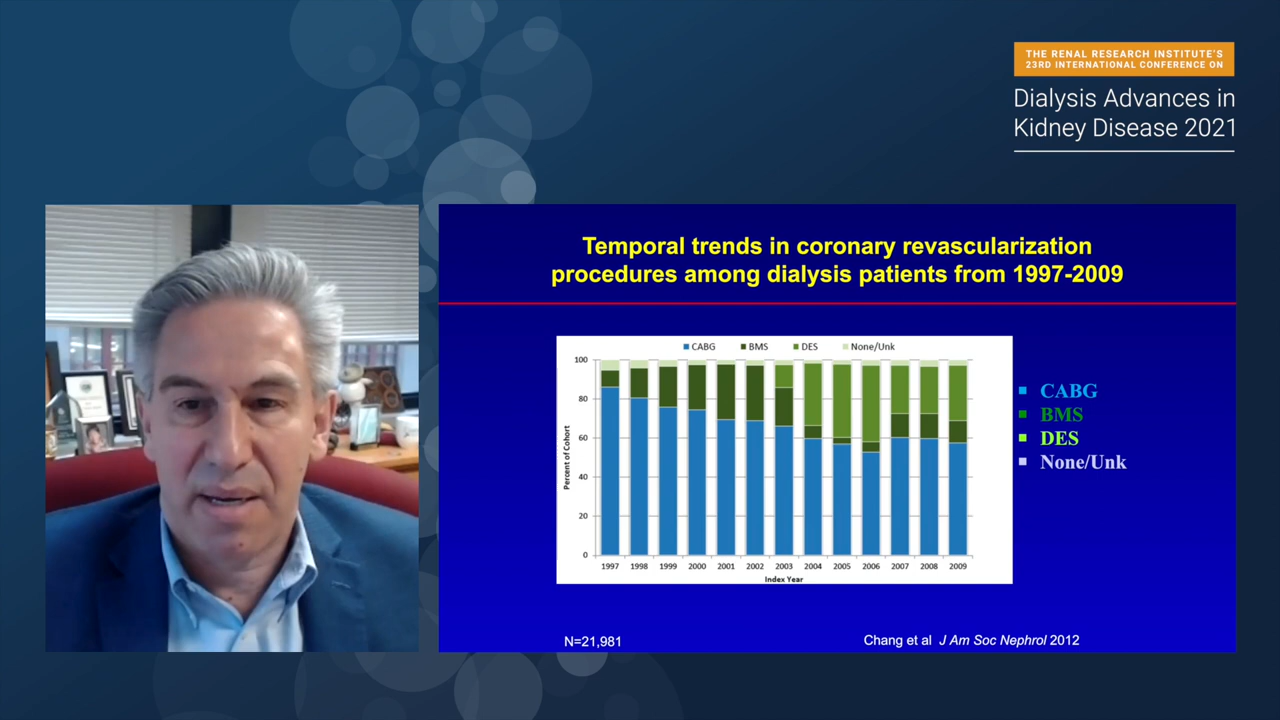 THE RENAL RESEARCH INSTITUTE'S
23RD INTERNATIONAL CONFERENCE ON
Dialysis Advances in
Kidney Disease 2021
Temporal trends in coronary revascularization
procedures among dialysis patients from 1997-2009
CABG BMS DES None/Unk
100
80
60
40
20
0
Percent of Cohort
1997 1998 1999 2000 2001 2002 2003 2004 2005 2006 2007 2008 2009
Index Year
CABG
BMS
DES
None/Unk
N=21,981
Chang et al J Am Soc Nephrol 2012